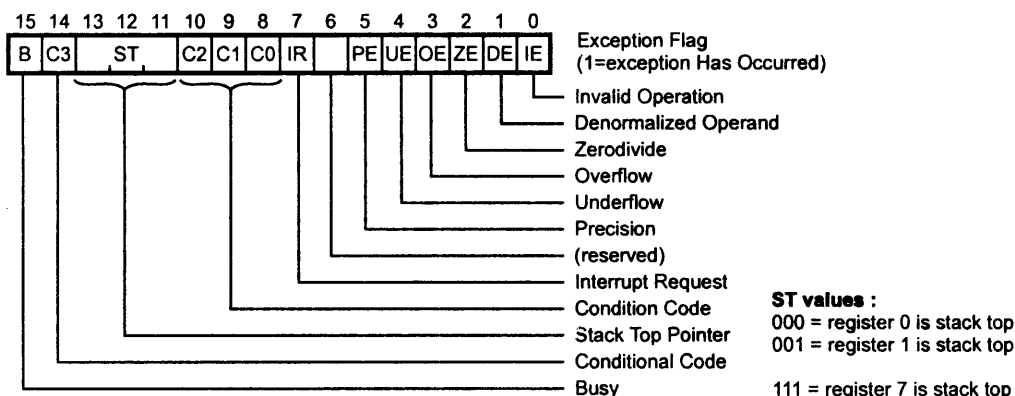 15 14 13 12 11 10 9 8 7 6 5 4 3 2 1 0
B C3 ST C2 C1 C0 IR PE UE OE ZE DE IE
Exception Flag
(1=exception Has Occurred)
Invalid Operation
Denormalized Operand
Zerodivide
Overflow
Underflow
Precision
(reserved)
Interrupt Request
Condition Code
Stack Top Pointer
Conditional Code
Busy
ST values :
000 = register 0 is stack top
001 = register 1 is stack top
111 = register 7 is stack top